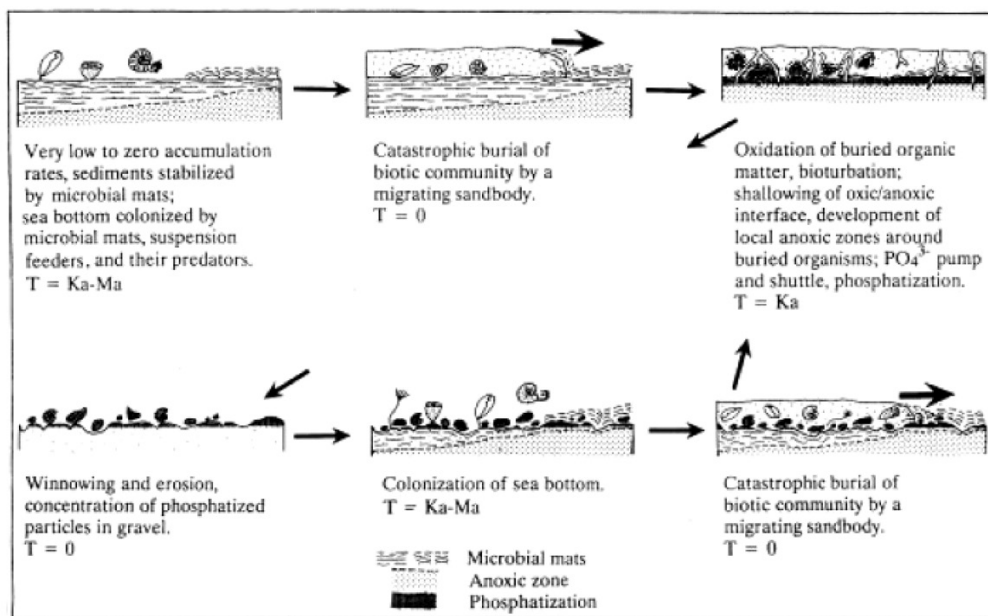 Very low to zero accumulation
rates, sediments stabilized
by microbial mats;
sea bottom colonized by
microbial mats, suspension
feeders, and their predators.
T = Ka-Ma
Catastrophic burial of
biotic community by a
migrating sandbody.
T = 0
Oxidation of buried organic
matter, bioturbation;
shallowing of oxic/anoxic
interface, development of
local anoxic zones around
buried organisms; PO₄³⁻ pump
and shuttle, phosphatization.
T = Ka
Winnowing and erosion,
concentration of phosphatized
particles in gravel.
T = 0
Colonization of sea bottom.
T = Ka-Ma
Catastrophic burial of
biotic community by a
migrating sandbody.
T = 0
Microbial mats
Anoxic zone
Phosphatization